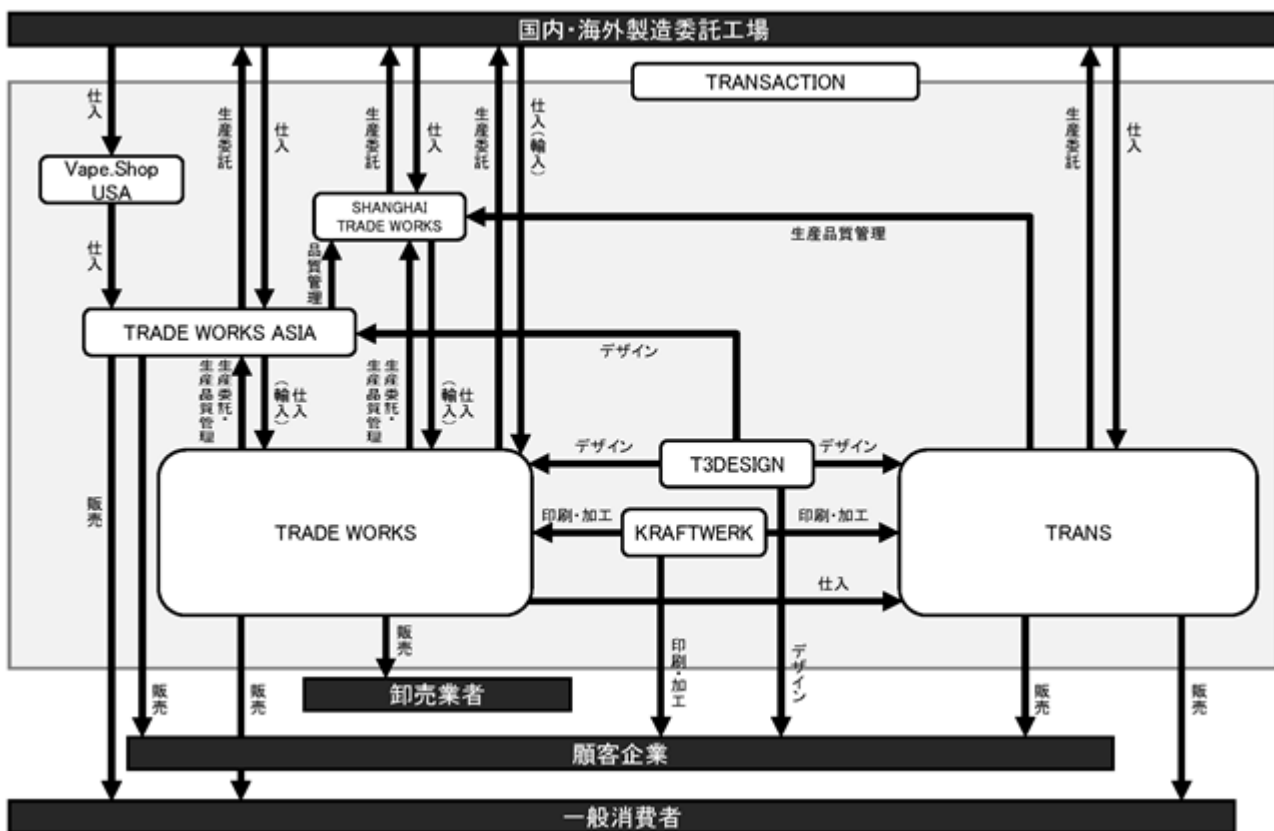 国内・海外製造委託工場
TRANSACTION
仕入
生産委託
仕入
生産委託
仕入
生産委託
仕入(輸入)
生産委託
仕入
Vape.Shop
USA
SHANGHAI
TRADE WORKS
生産品質管理
仕入
品質管理
TRADE WORKS ASIA
デザイン
生産委託・
生産品質管理
仕入
(輸入)
生産委託・
生産品質管理
仕入
(輸入)
デザイン
T3DESIGN
デザイン
TRADE WORKS
印刷・加工
KRAFTWERK
印刷・加工
TRANS
仕入
販売
販売
印刷・加工
デザイン
卸売業者
販売
販売
販売
販売
顧客企業
一般消費者